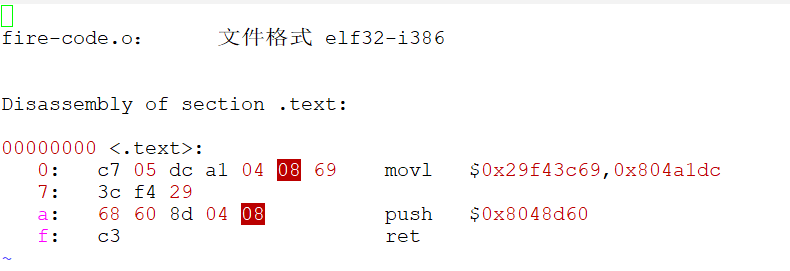 fire-code.o:     文件格式 elf32-i386
Disassembly of section .text:
00000000 <.text>:
   0:   c7 05 dc a1 04 08 69    movl   $0x29f43c69,0x804a1dc
   7:   3c f4 29
   a:   68 60 8d 04 08          push   $0x8048d60
   f:   c3                      ret
~